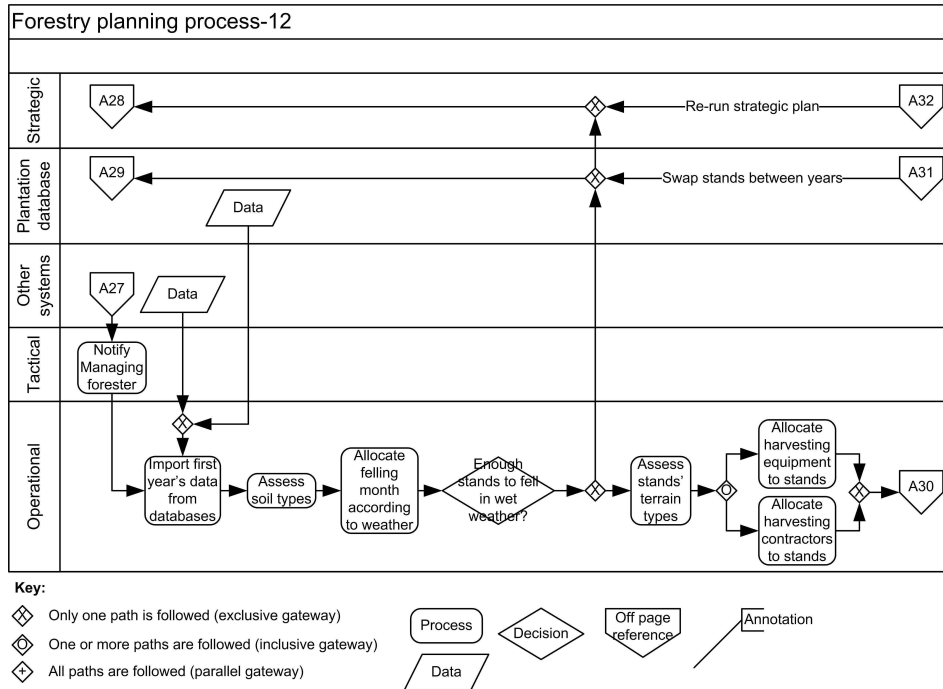 Forestry planning process-12
Strategic
A28
X
Re-run strategic plan
A32
Plantation
database
A29
X
Swap stands between years
A31
Data
Other
systems
A27
Data
Tactical
Notify
Managing
forester
Operational
X
Import first
year's data
from
databases
Assess
soil types
Allocate
felling
month
according
to weather
Enough
stands to fell
in wet
weather?
X
Assess
stands'
terrain
types
O
Allocate
harvesting
equipment
to stands
Allocate
harvesting
contractors
to stands
X
A30
Key:
X
Only one path is followed (exclusive gateway)
O
One or more paths are followed (inclusive gateway)
+
All paths are followed (parallel gateway)
Process
Data
Decision
Off page
reference
Annotation